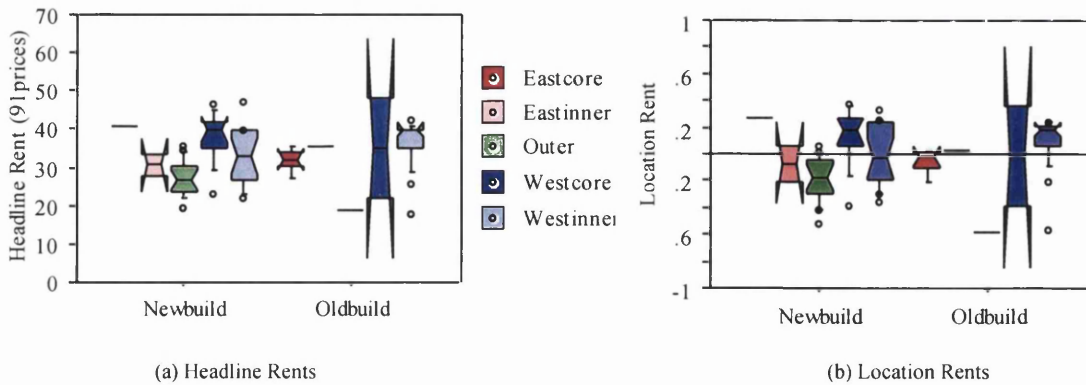 Headline Rent (91prices)
70
60
50
40
30
20
10
0
Newbuild Oldbuild
(a) Headline Rents
Eastcore
Eastinner
Outer
Westcore
Westinner
Location Rent
1
.6
.2
.2
.6
-1
Newbuild Oldbuild
(b) Location Rents